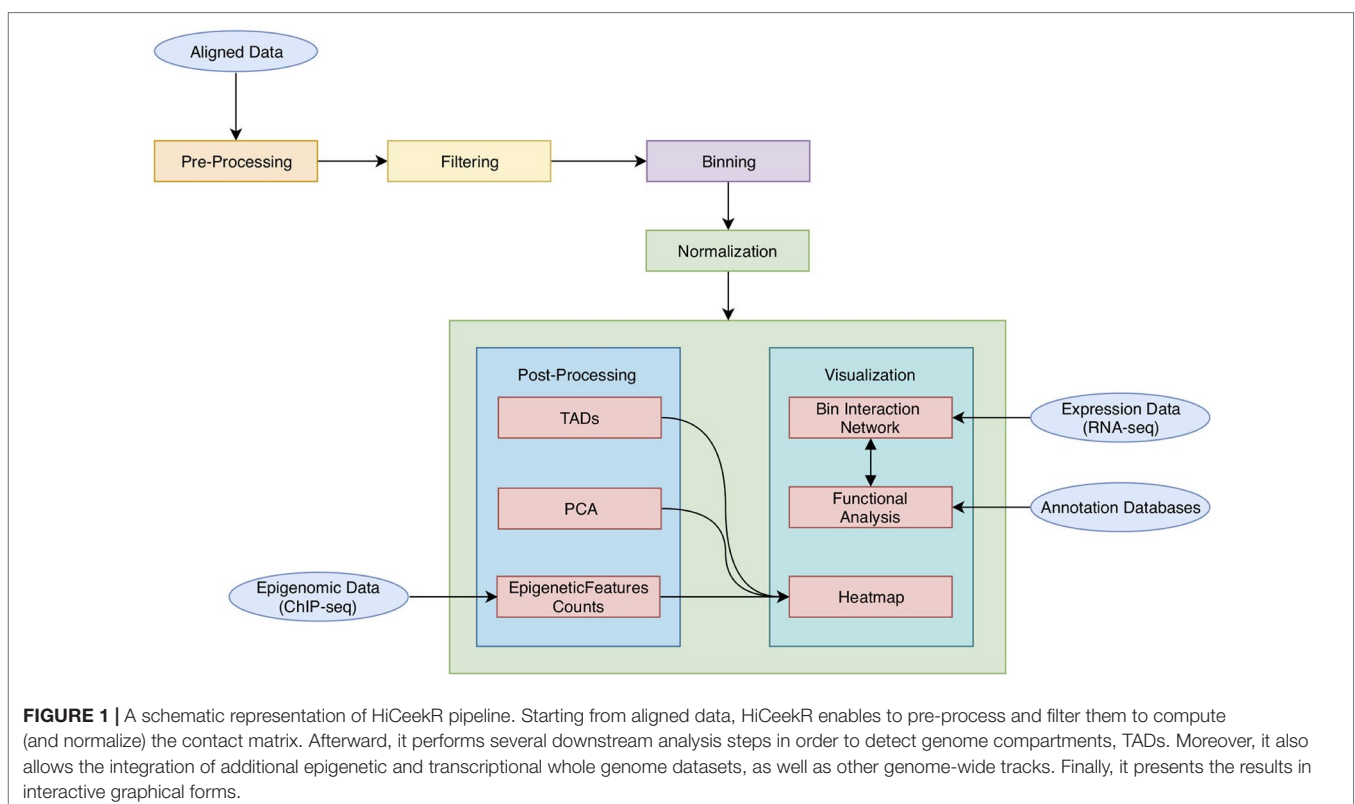 Aligned Data
Pre-Processing
Filtering
Binning
Normalization
Post-Processing
TADs
PCA
EpigeneticFeatures
Counts
Visualization
Bin Interaction
Network
Functional
Analysis
Heatmap
Expression Data
(RNA-seq)
Annotation Databases
Epigenomic Data
(ChIP-seq)
FIGURE 1 | A schematic representation of HiCeekR pipeline. Starting from aligned data, HiCeekR enables to pre-process and filter them to compute
(and normalize) the contact matrix. Afterward, it performs several downstream analysis steps in order to detect genome compartments, TADs. Moreover, it also
allows the integration of additional epigenetic and transcriptional whole genome datasets, as well as other genome-wide tracks. Finally, it presents the results in
interactive graphical forms.